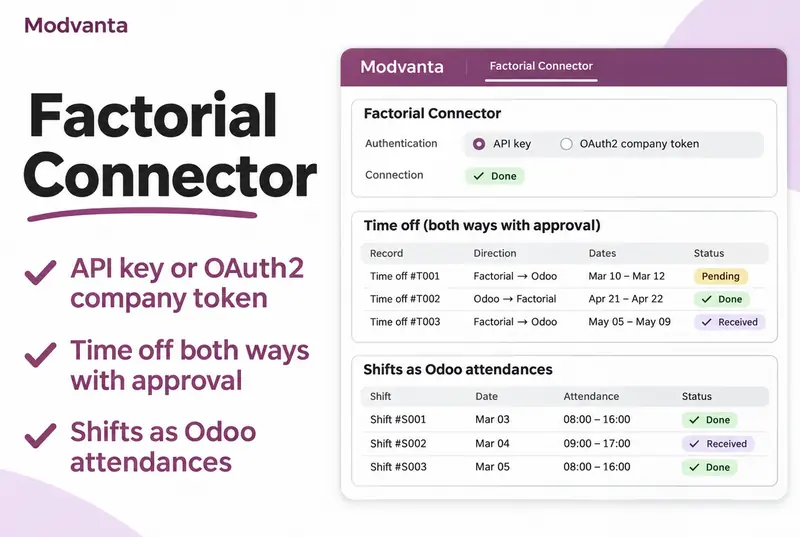 Modvanta
Factorial
Connector
API key or OAuth2
company token
Time off both ways
with approval
Shifts as Odoo
attendances
Modvanta | Factorial Connector
Factorial Connector
Authentication API key OAuth2 company token
Connection Done
Time off (both ways with approval)
Record Direction Dates Status
Time off #T001 Factorial → Odoo Mar 10 – Mar 12 Pending
Time off #T002 Odoo → Factorial Apr 21 – Apr 22 Done
Time off #T003 Factorial → Odoo May 05 – May 09 Received
Shifts as Odoo attendances
Shift Date Attendance Status
Shift #S001 Mar 03 08:00 – 16:00 Done
Shift #S002 Mar 04 09:00 – 17:00 Received
Shift #S003 Mar 05 08:00 – 16:00 Done